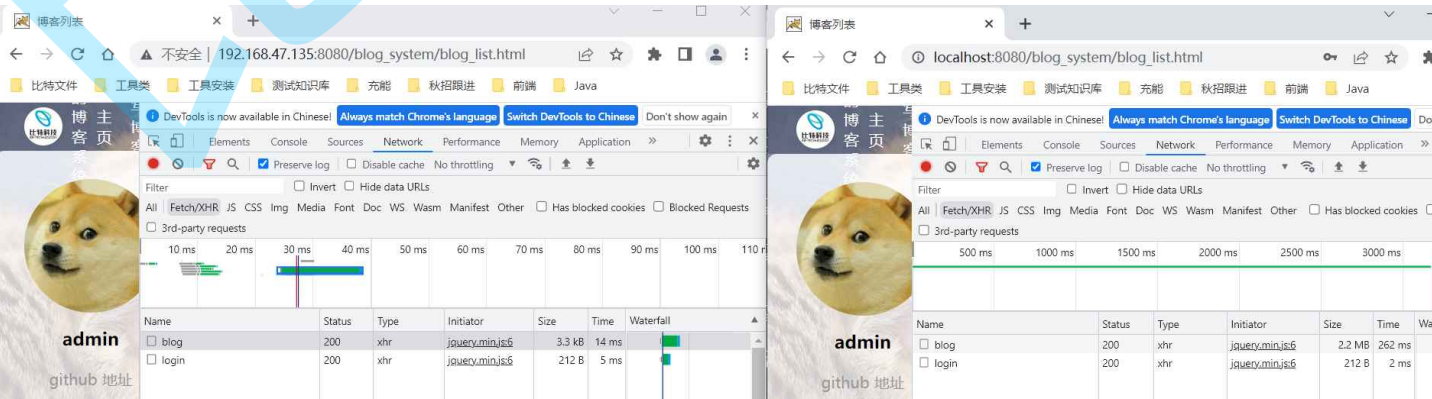 博客列表
不安全 192.168.47.135:8080/blog_system/blog_list.html
比特文件 工具类 工具安装 测试知识库 充能 秋招跟进 前端 Java
比特科技
博客
主页
DevTools is now available in Chinese! Always match Chrome's language Switch DevTools to Chinese Don't show again
Elements Console Sources Network Performance Memory Application
Preserve log Disable cache No throttling
Filter Invert Hide data URLs
All Fetch/XHR JS CSS Img Media Font Doc WS Wasm Manifest Other Has blocked cookies Blocked Requests
3rd-party requests
10 ms 20 ms 30 ms 40 ms 50 ms 60 ms 70 ms 80 ms 90 ms 100 ms 110
Name Status Type Initiator Size Time Waterfall
blog 200 xhr jquery.min.js:6 3.3 kB 14 ms
login 200 xhr jquery.min.js:6 212 B 5 ms
admin
github 地址
博客列表
localhost:8080/blog_system/blog_list.html
比特文件 工具类 工具安装 测试知识库 充能 秋招跟进 前端 Java
比特科技
博客
主页
DevTools is now available in Chinese! Always match Chrome's language Switch DevTools to Chinese Do
Elements Console Sources Network Performance Memory Application
Preserve log Disable cache No throttling
Filter Invert Hide data URLs
All Fetch/XHR JS CSS Img Media Font Doc WS Wasm Manifest Other Has blocked cookies
3rd-party requests
500 ms 1000 ms 1500 ms 2000 ms 2500 ms 3000 ms
Name Status Type Initiator Size Time Wa
blog 200 xhr jquery.min.js:6 2.2 MB 262 ms
login 200 xhr jquery.min.js:6 212 B 2 ms
admin
github 地址